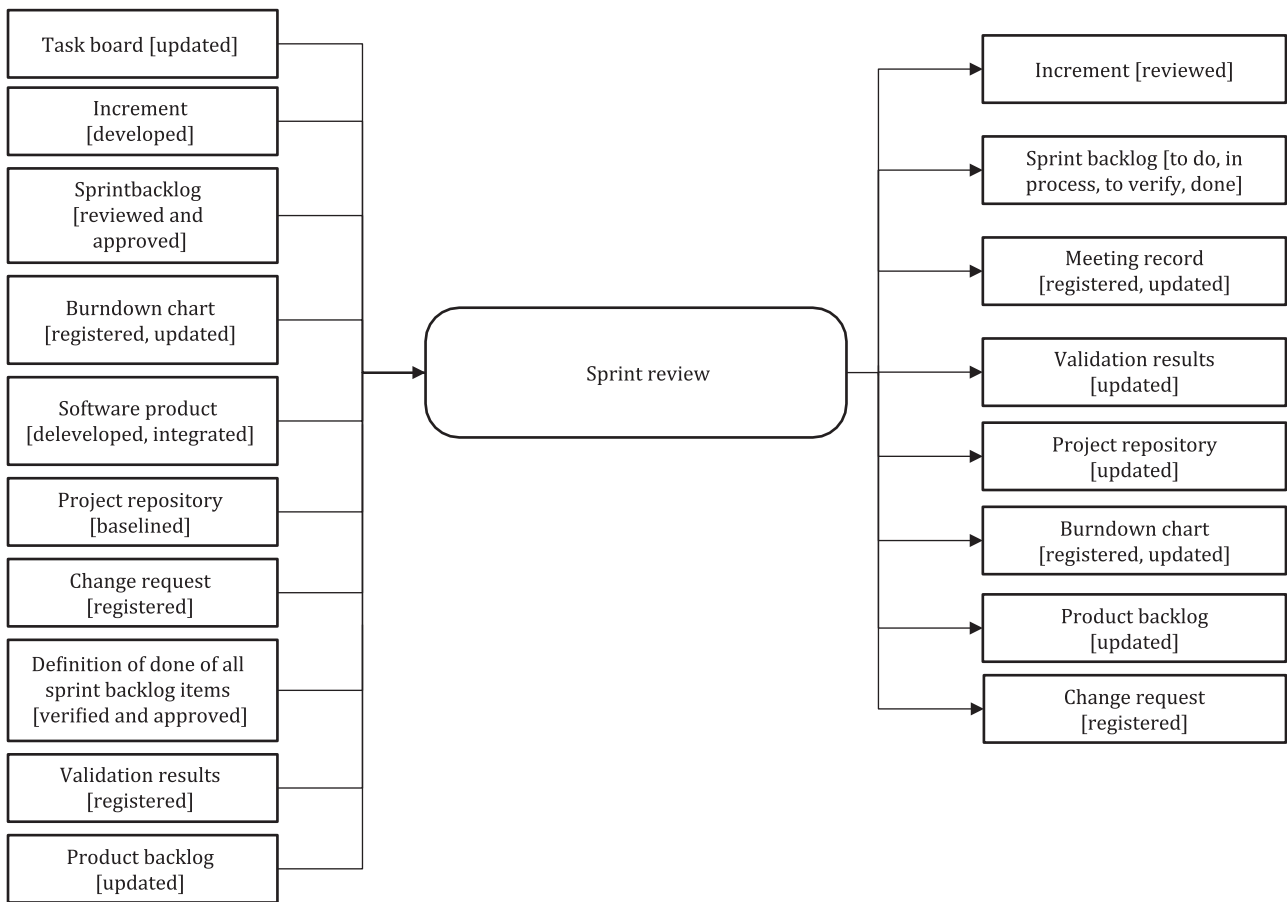 Task board [updated]
Increment
[developed]
Sprintbacklog
[reviewed and
approved]
Burndown chart
[registered, updated]
Software product
[deleveloped, integrated]
Project repository
[baselined]
Change request
[registered]
Definition of done of all
sprint backlog items
[verified and approved]
Validation results
[registered]
Product backlog
[updated]
Sprint review
Increment [reviewed]
Sprint backlog [to do, in
process, to verify, done]
Meeting record
[registered, updated]
Validation results
[updated]
Project repository
[updated]
Burndown chart
[registered, updated]
Product backlog
[updated]
Change request
[registered]